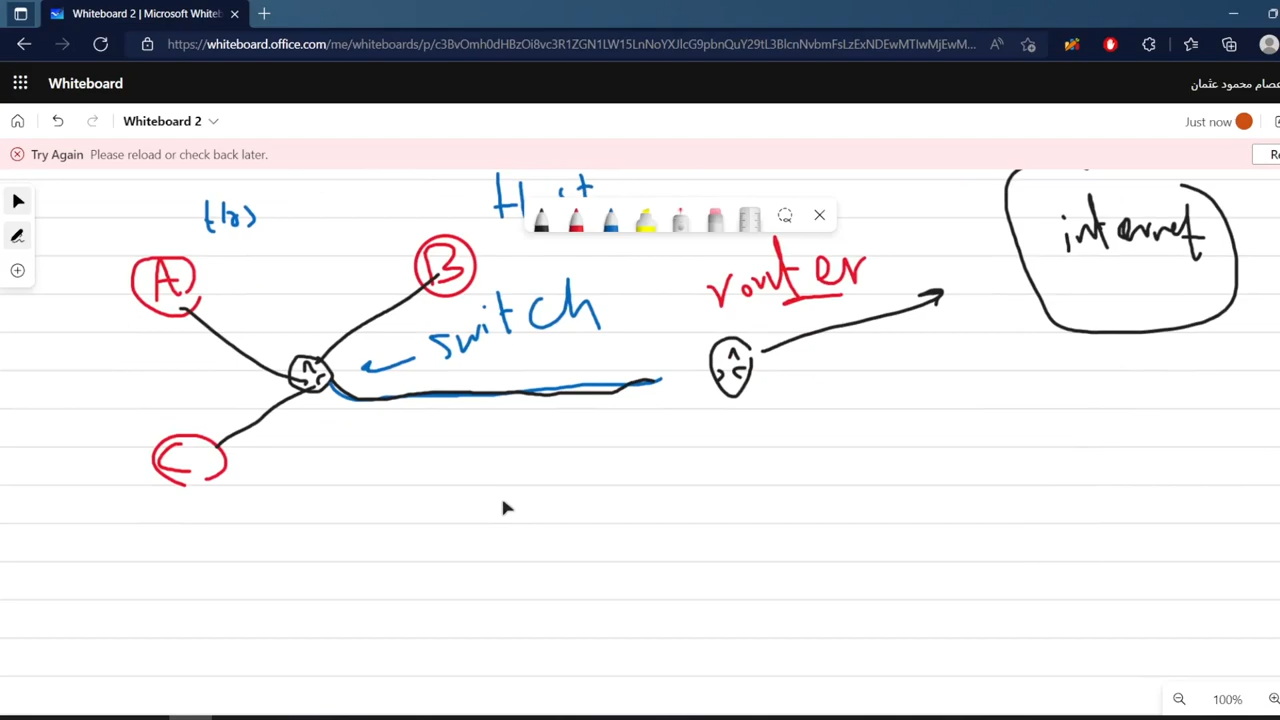 Whiteboard 2 | Microsoft Whiteb
https://whiteboard.office.com/me/whiteboards/p/c3BvOmh0dHBzOi8vc3R1ZGN1LW15LnNoYXJlcG9pbnQuY29tL3BlcnNvbmFsLzExNDEwMTIwMjEwM...
Whiteboard
عصام محمود عثمان
Whiteboard 2
Just now
Try Again Please reload or check back later.
internet
router
A
B
switch
C
100%